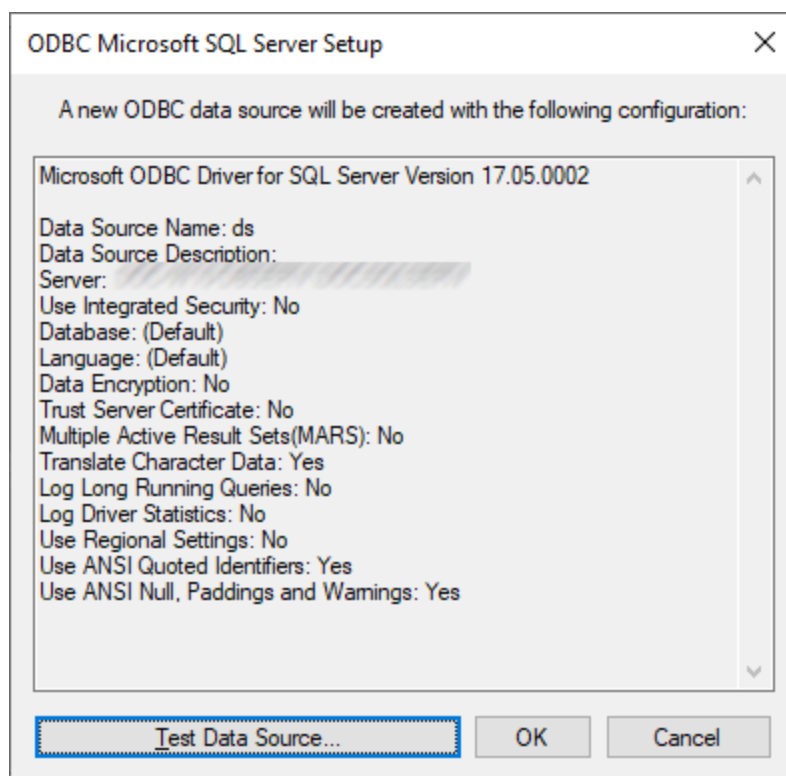 ODBC Microsoft SQL Server Setup
A new ODBC data source will be created with the following configuration:
Microsoft ODBC Driver for SQL Server Version 17.05.0002
Data Source Name: ds
Data Source Description:
Server:
Use Integrated Security: No
Database: (Default)
Language: (Default)
Data Encryption: No
Trust Server Certificate: No
Multiple Active Result Sets(MARS): No
Translate Character Data: Yes
Log Long Running Queries: No
Log Driver Statistics: No
Use Regional Settings: No
Use ANSI Quoted Identifiers: Yes
Use ANSI Null, Paddings and Warnings: Yes
Test Data Source...
OK
Cancel